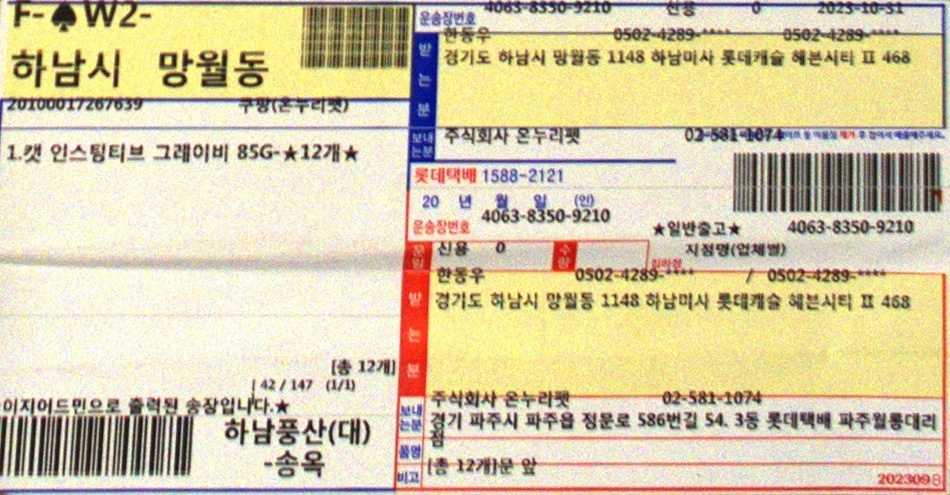 F-♠W2-
하남시 망월동
20100017267639 쿠팡(온누리펫)
1.캣 인스팅티브 그레이비 85G-★12개★
[총 12개]
42 / 147 (1/1)
이지어드민으로 출력된 송장입니다.★
하남풍산(대)
-송옥
운송장번호 4063-8350-9210 신용 0 2023-10-31
받는분
한동우 0502-4289-**** 0502-4289-****
경기도 하남시 망월동 1148 하남미사 롯데캐슬 헤븐시티 Ⅱ 468
보내는분
주식회사 온누리펫 02-581-1074
롯데택배 1588-2121
20 년 월 일 (인)
운송장번호 4063-8350-9210
★일반출고★ 4063-8350-9210
운임 신용 0 수량 지점명(업체별)
집하점
받는분
한동우 0502-4289-**** / 0502-4289-****
경기도 하남시 망월동 1148 하남미사 롯데캐슬 헤븐시티 Ⅱ 468
보내는분
주식회사 온누리펫 02-581-1074
경기 파주시 파주읍 정문로 586번길 54. 3동 롯데택배 파주월롱대리
점
품명
비고
[총 12개]문 앞
202309